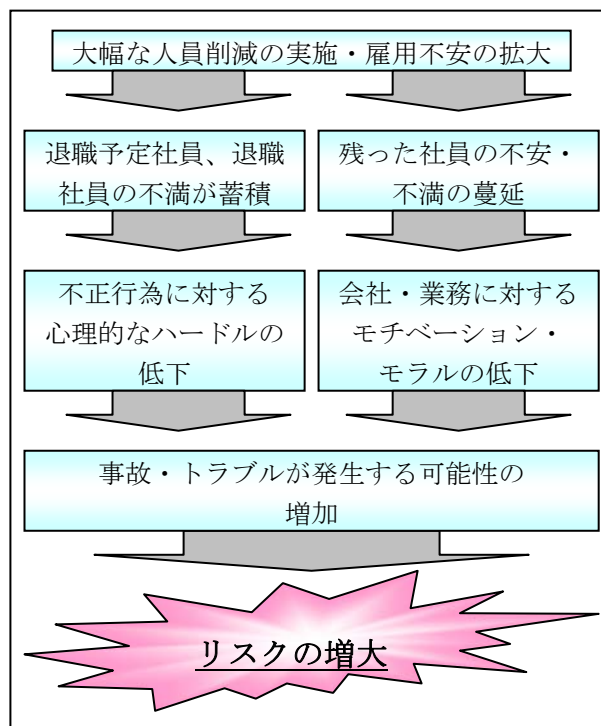 大幅な人員削減の実施・雇用不安の拡大
退職予定社員、退職
社員の不満が蓄積
残った社員の不安・
不満の蔓延
不正行為に対する
心理的なハードルの
低下
会社・業務に対する
モチベーション・
モラルの低下
事故・トラブルが発生する可能性の
増加
リスクの増大